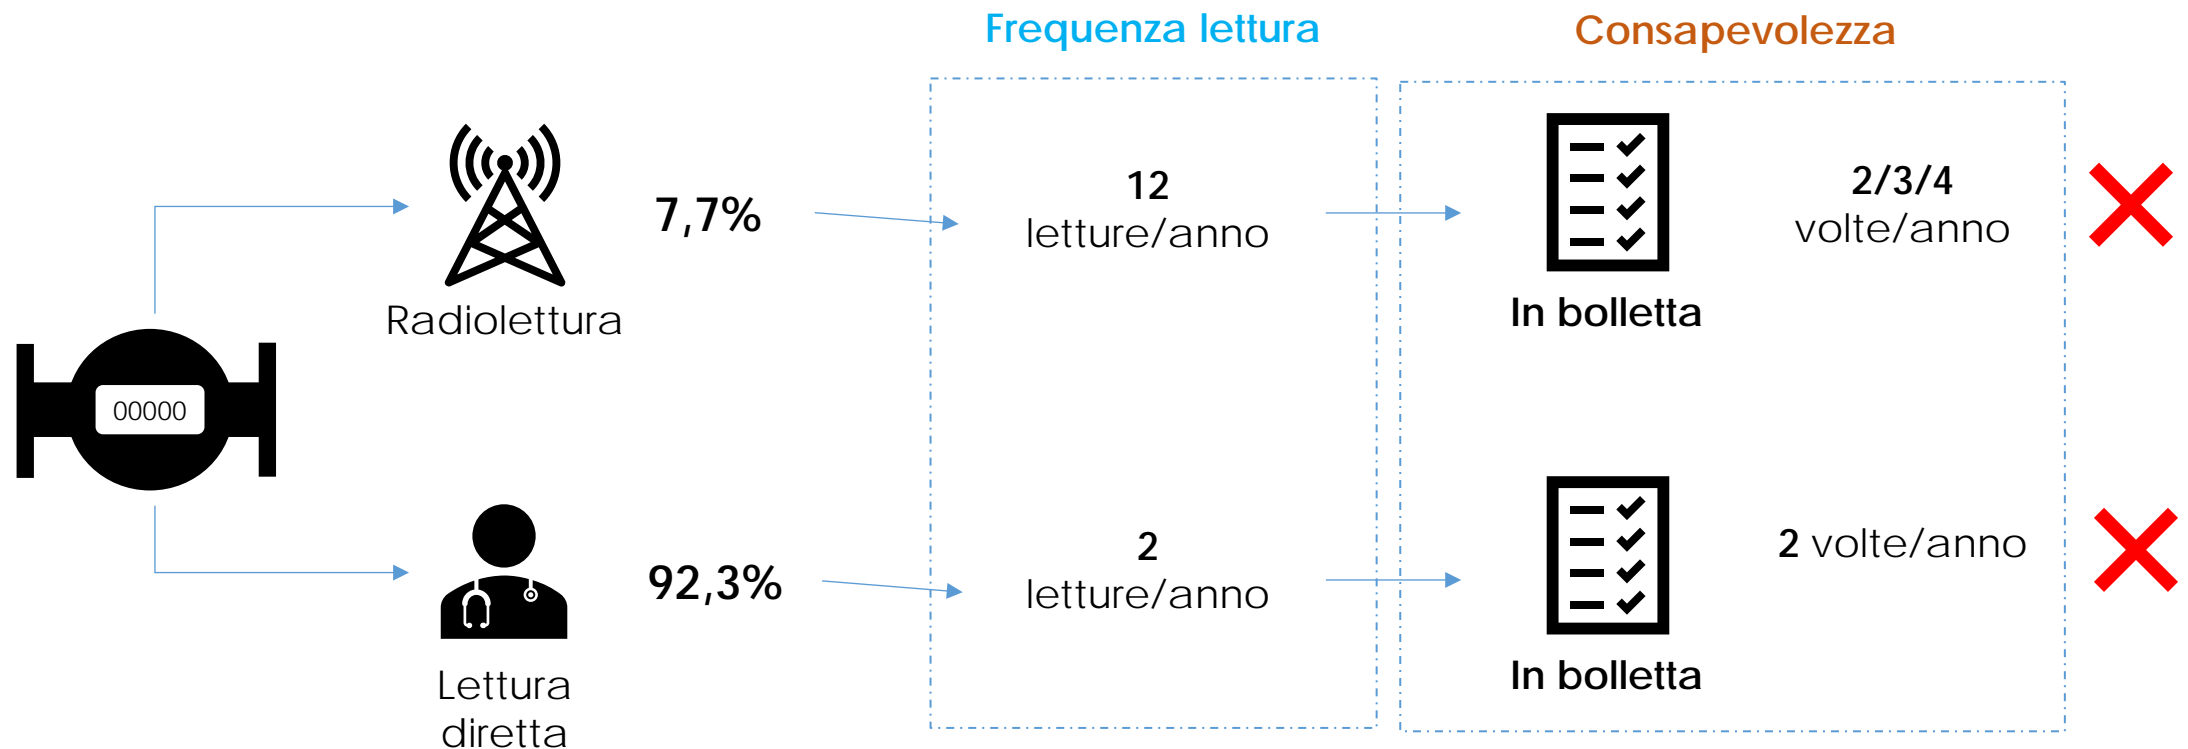 Frequenza lettura
Consapevolezza
7,7%
12
letture/anno
2/3/4
volte/anno
Radiolettura
In bolletta
00000
92,3%
2
letture/anno
2 volte/anno
Lettura
diretta
In bolletta